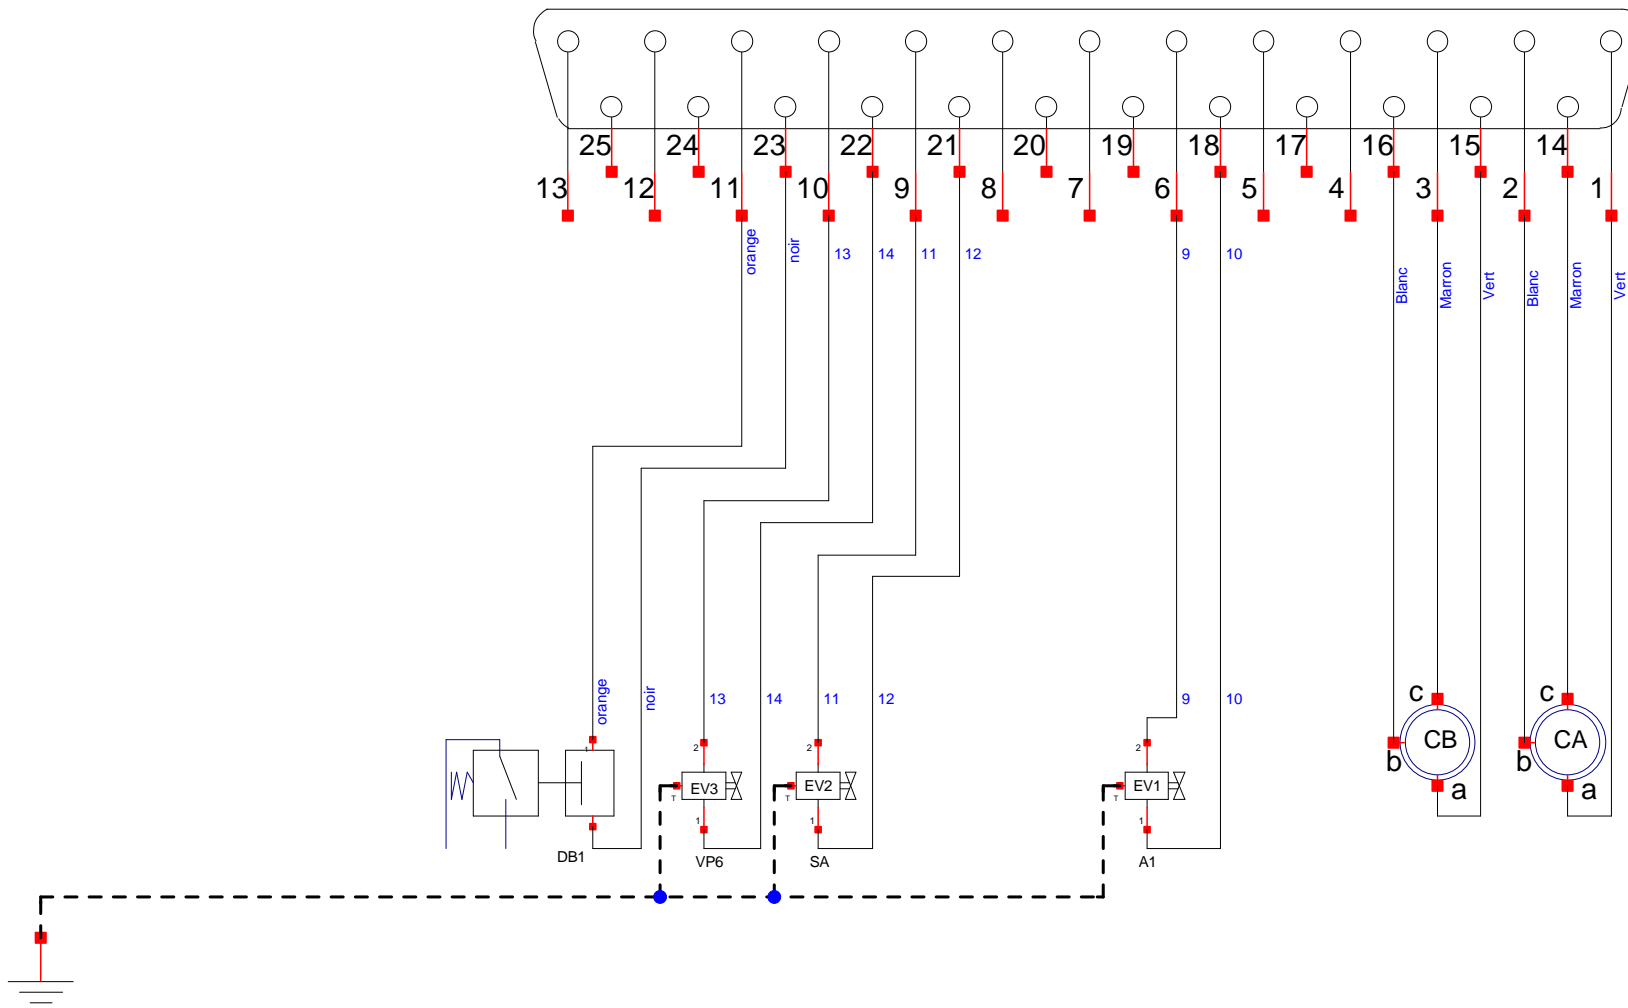 25 24 23 22 21 20 19 18 17 16 15 14
13 12 11 10 9 8 7 6 5 4 3 2 1
orange noir 13 14 11 12 9 10 Blanc Marron Vert Blanc Marron Vert
orange noir 13 14 11 12 9 10
c c
1 2 2 2
CB CA
b b
T EV3 T EV2 T EV1
a a
1 1 1
DB1 VP6 SA A1